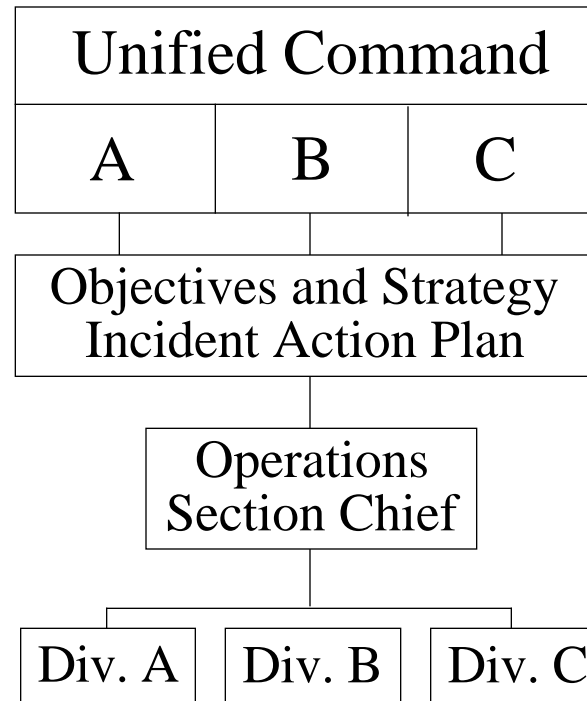 Unified Command
A B C
Objectives and Strategy
Incident Action Plan
Operations
Section Chief
Div. A Div. B Div. C